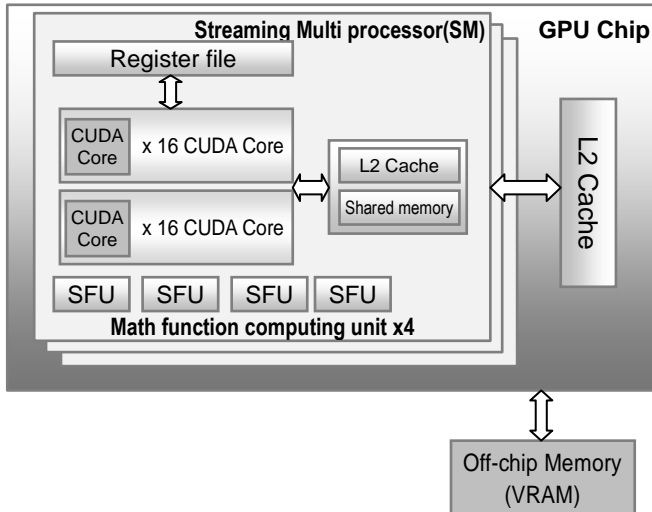 Streaming Multi processor(SM)
GPU Chip
Register file
CUDA
Core
x 16 CUDA Core
CUDA
Core
x 16 CUDA Core
L2 Cache
Shared memory
L2 Cache
SFU
SFU
SFU
SFU
Math function computing unit x4
Off-chip Memory
(VRAM)